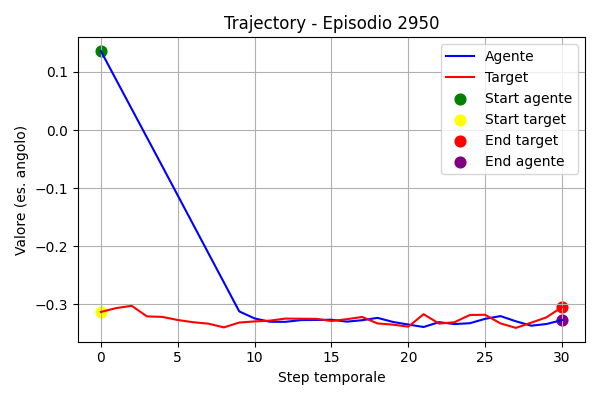 Trajectory - Episodio 2950
Valore (es. angolo)
0.1
0.0
−0.1
−0.2
−0.3
0
5
10
15
20
25
30
Step temporale
Agente
Target
Start agente
Start target
End target
End agente